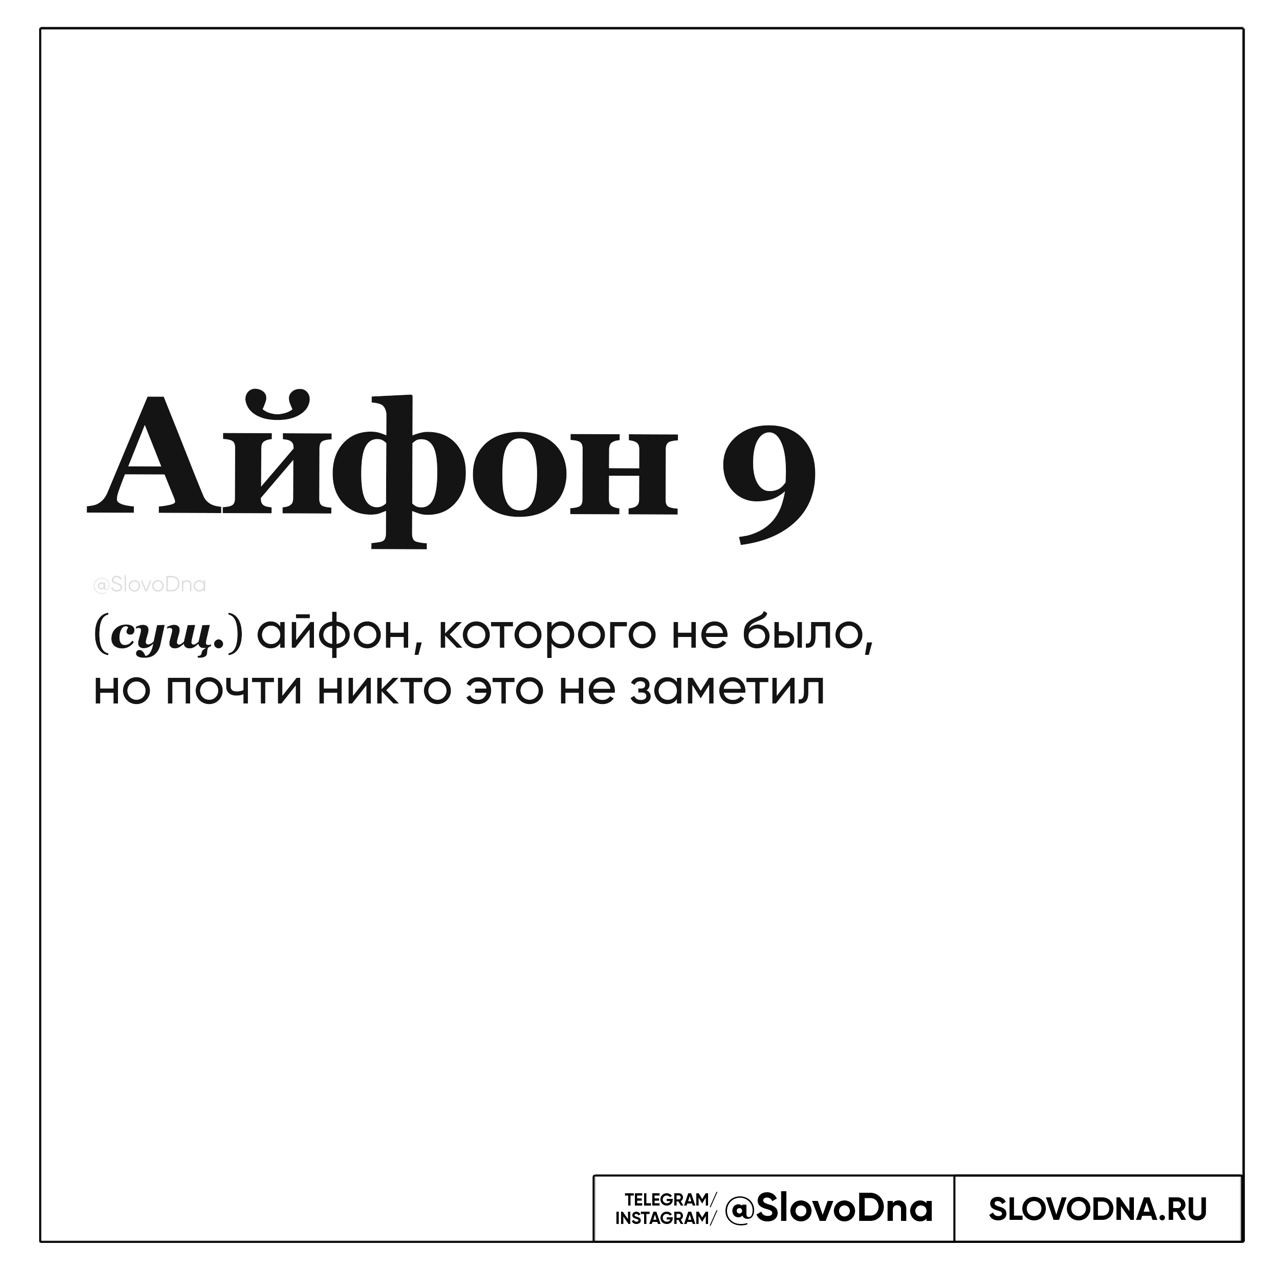 Айфон 9
@SlovoDna
(сущ.) айфон, которого не было,
но почти никто это не заметил
TELEGRAM/
INSTAGRAM/
@SlovoDna
SLOVODNA.RU